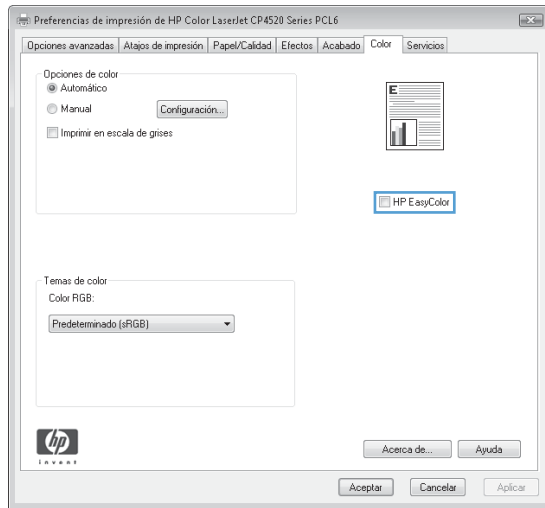 Preferencias de impresión de HP Color LaserJet CP4520 Series PCL6
Opciones avanzadas Atajos de impresión Papel/Calidad Efectos Acabado Color Servicios
Opciones de color
Automático
Manual Configuración...
Imprimir en escala de grises
E
HP EasyColor
Temas de color
Color RGB:
Predeterminado (sRGB)
hp
invent
Acerca de... Ayuda
Aceptar Cancelar Aplicar